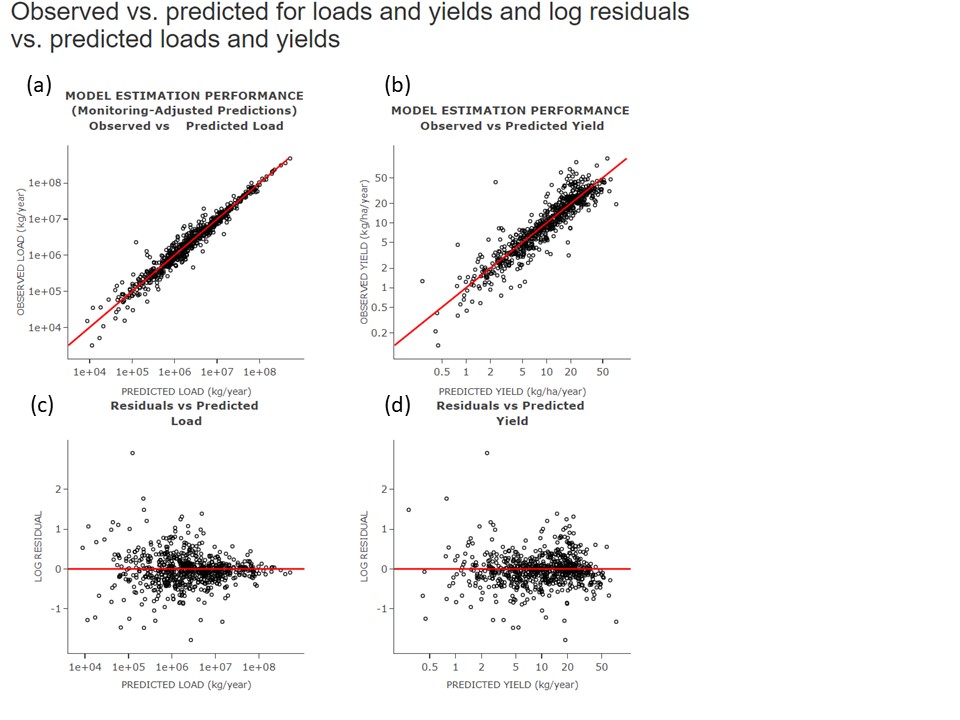 Observed vs. predicted for loads and yields and log residuals
vs. predicted loads and yields
(a)
MODEL ESTIMATION PERFORMANCE
(Monitoring-Adjusted Predictions)
Observed vs Predicted Load
1e+08
1e+07
1e+06
1e+05
1e+04
OBSERVED LOAD (kg/year)
1e+04 1e+05 1e+06 1e+07 1e+08
PREDICTED LOAD (kg/year)
(b)
MODEL ESTIMATION PERFORMANCE
Observed vs Predicted Yield
50
20
10
5
2
1
0.5
0.2
OBSERVED YIELD (kg/ha/year)
0.5 1 2 5 10 20 50
PREDICTED YIELD (kg/ha/year)
(c)
Residuals vs Predicted
Load
2
1
0
-1
LOG RESIDUAL
1e+04 1e+05 1e+06 1e+07 1e+08
PREDICTED LOAD (kg/year)
(d)
Residuals vs Predicted
Yield
2
1
0
-1
LOG RESIDUAL
0.5 1 2 5 10 20 50
PREDICTED YIELD (kg/year)